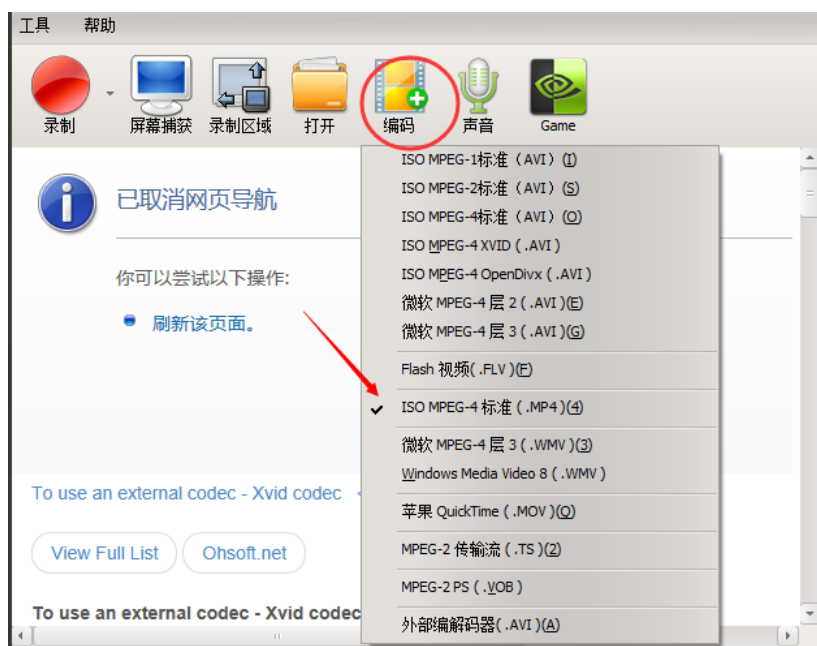 工具 帮助
录制 屏幕捕获 录制区域 打开 编码 声音 Game
ISO MPEG-1标准（AVI）(I)
ISO MPEG-2标准（AVI）(S)
ISO MPEG-4标准（AVI）(O)
ISO MPEG-4 XVID ( .AVI )
ISO MPEG-4 OpenDivx ( .AVI )
微软 MPEG-4 层 2 ( .AVI )(E)
微软 MPEG-4 层 3 ( .AVI )(G)
Flash 视频( .FLV )(F)
ISO MPEG-4 标准 ( .MP4 )(4)
微软 MPEG-4 层 3 ( .WMV )(3)
Windows Media Video 8 ( .WMV )
苹果 QuickTime ( .MOV )(Q)
MPEG-2 传输流 ( .TS )(2)
MPEG-2 PS ( .VOB )
外部编解码器( .AVI )(A)
已取消网页导航
你可以尝试以下操作:
刷新该页面。
To use an external codec - Xvid codec
View Full List Ohsoft.net
To use an external codec - Xvid codec